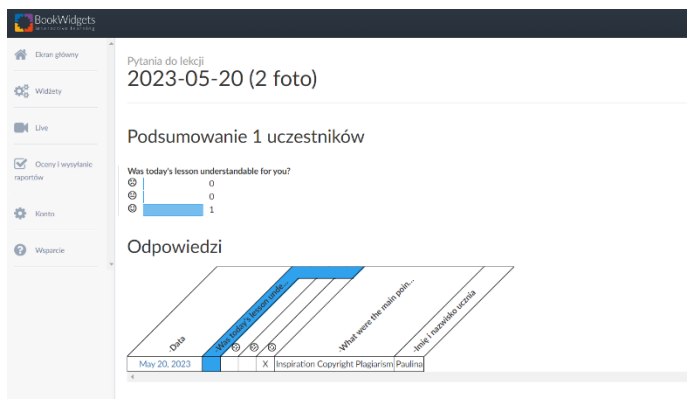 BookWidgets
interactive learning
Ekran główny
Widżety
Live
Oceny i wysyłanie
raportów
Konto
Wsparcie
Pytania do lekcji
2023-05-20 (2 foto)
Podsumowanie 1 uczestników
Was today's lesson understandable for you?
0
0
1
Odpowiedzi
-Data
-Was today's lesson unde...
-What were the main poin...
-Imię i nazwisko ucznia
May 20, 2023 X Inspiration Copyright Plagiarism Paulina